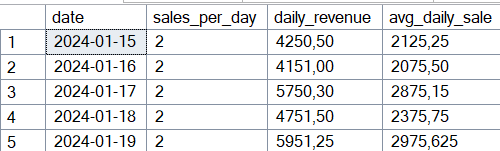 date sales_per_day daily_revenue avg_daily_sale
1 2024-01-15 2 4250,50 2125,25
2 2024-01-16 2 4151,00 2075,50
3 2024-01-17 2 5750,30 2875,15
4 2024-01-18 2 4751,50 2375,75
5 2024-01-19 2 5951,25 2975,625